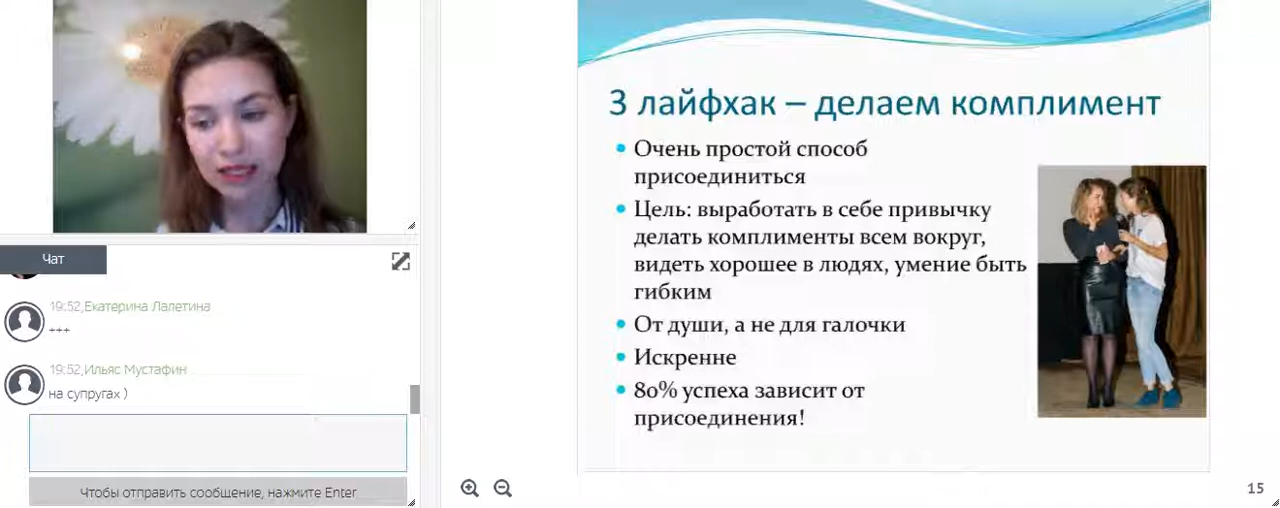 Чат
19:52,Екатерина Лалетина
+++
19:52,Ильяс Мустафин
на супругах )
Чтобы отправить сообщение, нажмите Enter
3 лайфхак – делаем комплимент
Очень простой способ
присоединиться
Цель: выработать в себе привычку
делать комплименты всем вокруг,
видеть хорошее в людях, умение быть
гибким
От души, а не для галочки
Искренне
80% успеха зависит от
присоединения!
15